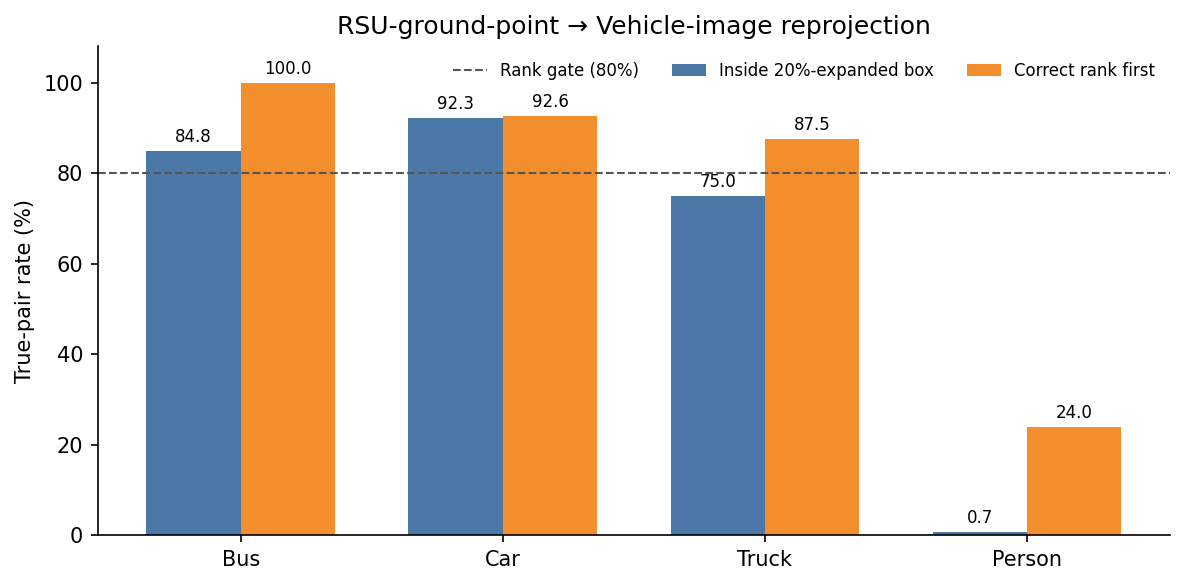 RSU-ground-point → Vehicle-image reprojection
Rank gate (80%)
Inside 20%-expanded box
Correct rank first
True-pair rate (%)
100
80
60
40
20
0
84.8
100.0
92.3
92.6
75.0
87.5
0.7
24.0
Bus
Car
Truck
Person